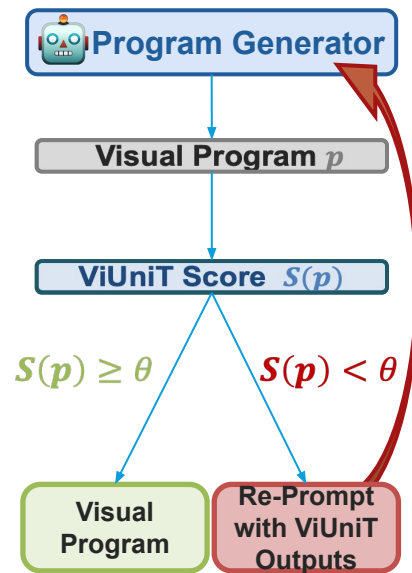 Program Generator
Visual Program p
ViUniT Score S(p)
S(p) ≥ θ
S(p) < θ
Visual
Program
Re-Prompt
with ViUniT
Outputs